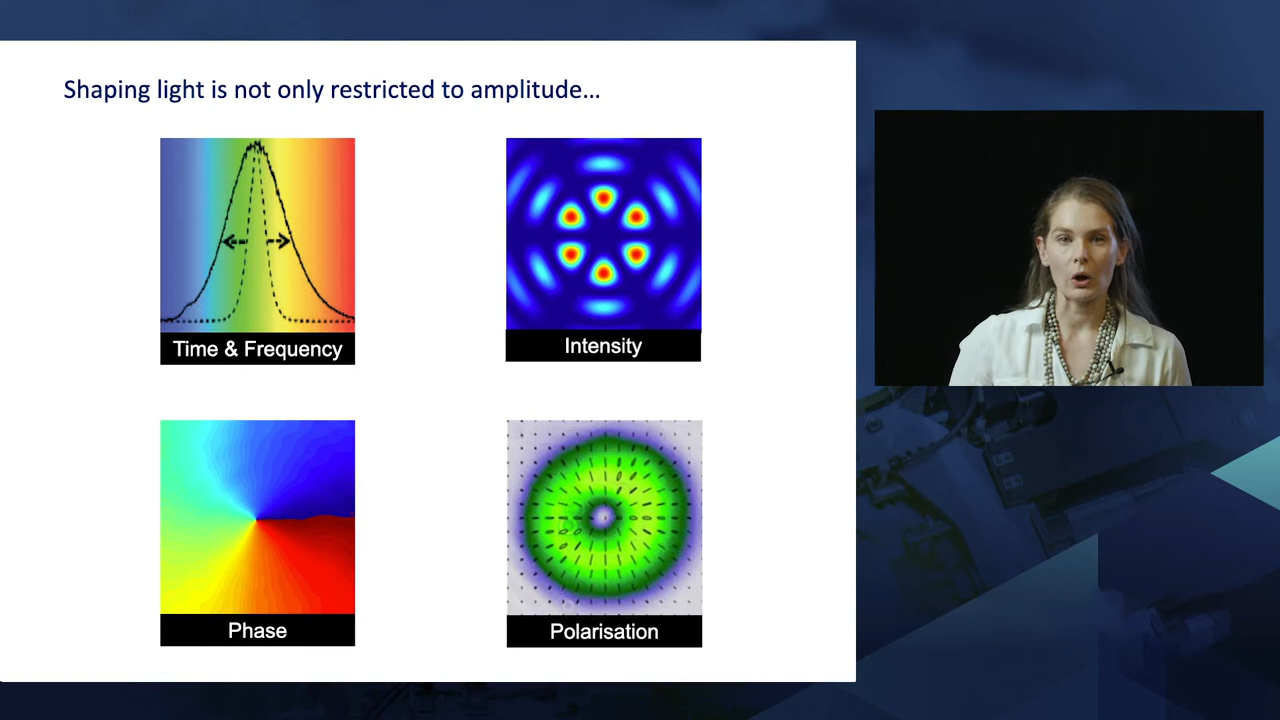 Shaping light is not only restricted to amplitude...
Time & Frequency
Intensity
Phase
Polarisation